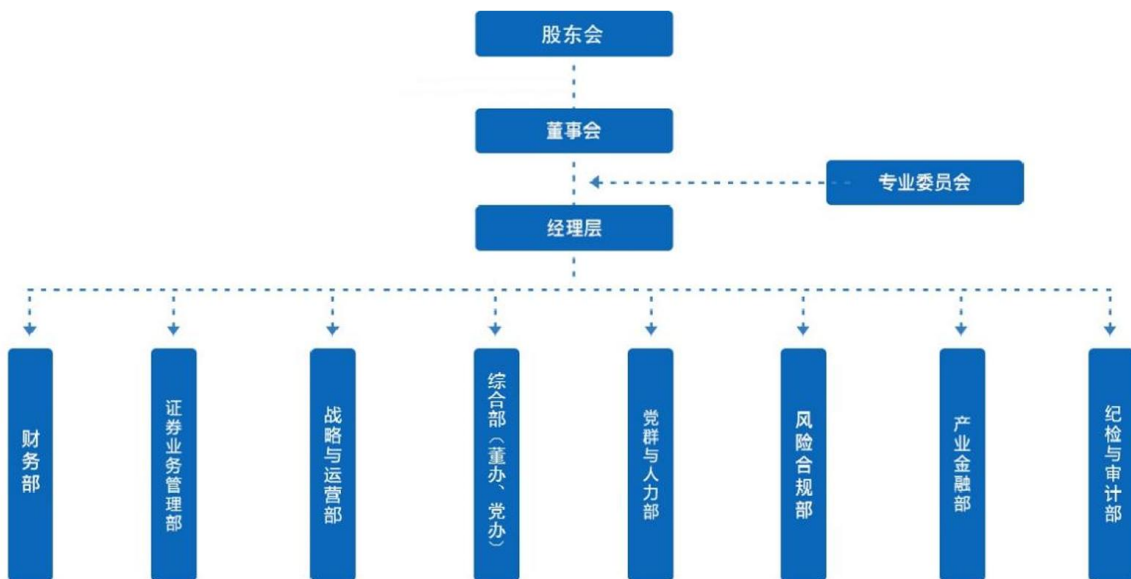 股东会
董事会
专业委员会
经理层
财务部
证券业务管理部
战略与运营部
综合部（董办、党办）
党群与人力部
风险合规部
产业金融部
纪检与审计部